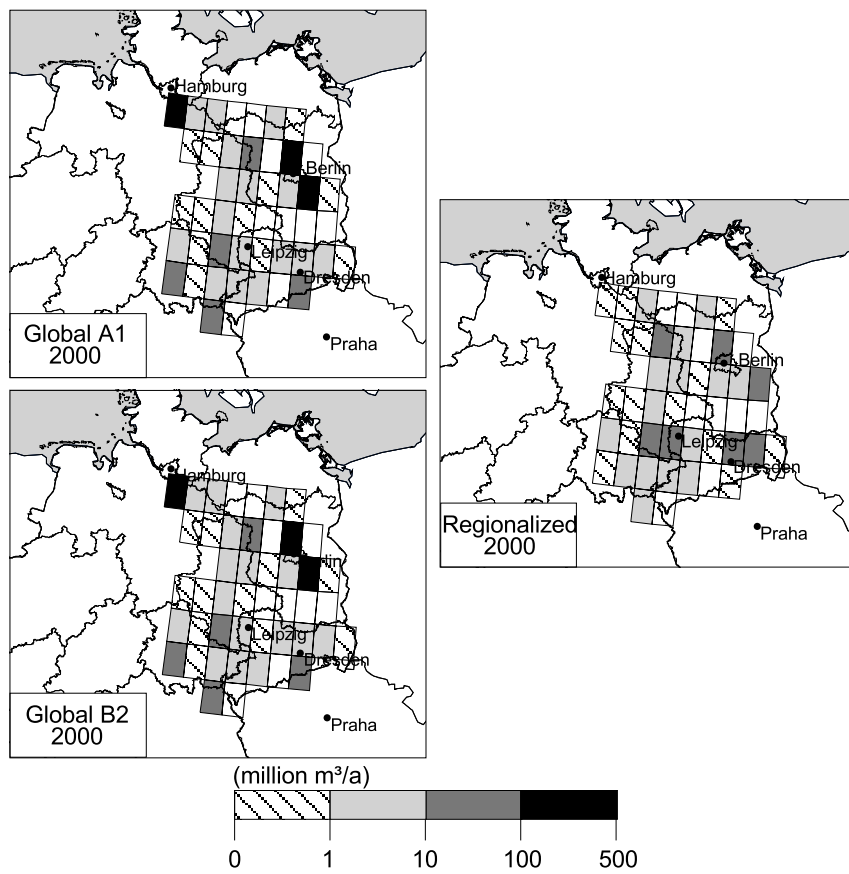 Hamburg
Berlin
Leipzig
Dresden
Praha
Global A1
2000
Hamburg
Berlin
Leipzig
Dresden
Praha
Regionalized
2000
Hamburg
Berlin
Leipzig
Dresden
Praha
Global B2
2000
(million m³/a)
0 1 10 100 500